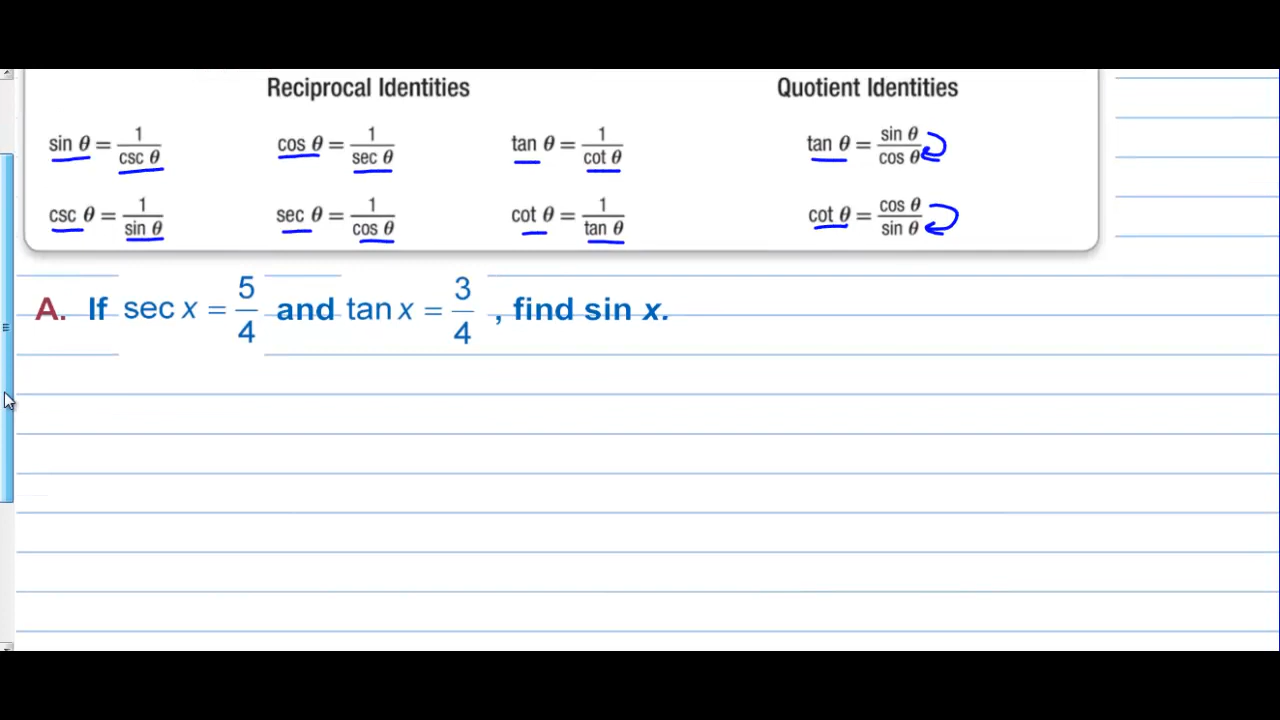 Reciprocal Identities
Quotient Identities
sin θ = 1/csc θ
cos θ = 1/sec θ
tan θ = 1/cot θ
tan θ = sin θ/cos θ
csc θ = 1/sin θ
sec θ = 1/cos θ
cot θ = 1/tan θ
cot θ = cos θ/sin θ
A. If sec x = 5/4 and tan x = 3/4 , find sin x.